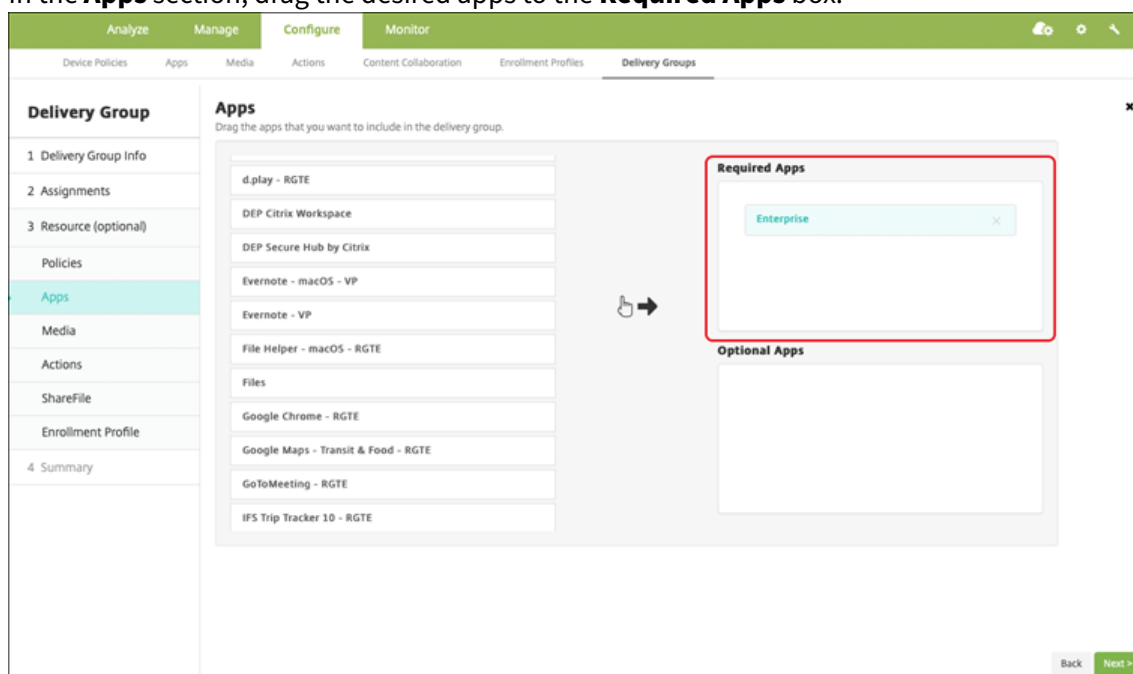 In the Apps section, drag the desired apps to the Required Apps box.
Analyze Manage Configure Monitor
Device Policies Apps Media Actions Content Collaboration Enrollment Profiles Delivery Groups
Delivery Group
1 Delivery Group Info
2 Assignments
3 Resource (optional)
Policies
Apps
Media
Actions
ShareFile
Enrollment Profile
4 Summary
Apps
Drag the apps that you want to include in the delivery group.
d.play - RGTE
DEP Citrix Workspace
DEP Secure Hub by Citrix
Evernote - macOS - VP
Evernote - VP
File Helper - macOS - RGTE
Files
Google Chrome - RGTE
Google Maps - Transit & Food - RGTE
GoToMeeting - RGTE
IFS Trip Tracker 10 - RGTE
Required Apps
Enterprise
Optional Apps
Back Next >